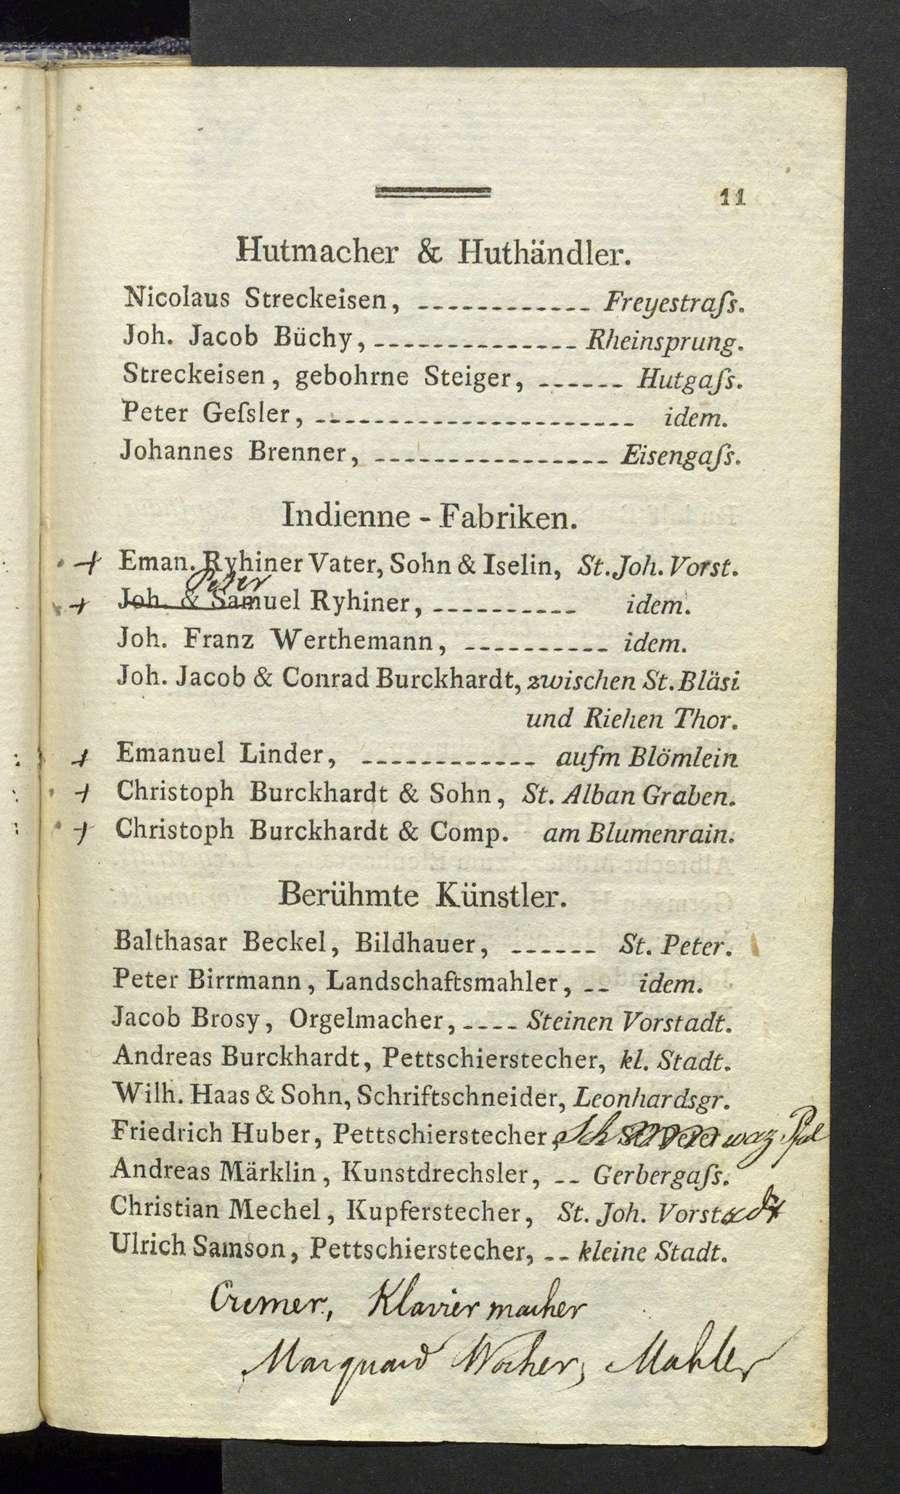 11
Hutmacher & Huthändler.
Nicolaus Streckeisen, ------------ Freyestraſs.
Joh. Jacob Büchy, -------------- Rheinsprung.
Streckeisen, gebohrne Steiger, ------ Hutgaſs.
Peter Geſsler, ---------------------- idem.
Johannes Brenner, ---------------- Eisengaſs.
Indienne - Fabriken.
+ Eman. Ryhiner Vater, Sohn & Iselin, St. Joh. Vorst.
Peter
+ Joh. & Samuel Ryhiner, ---------- idem.
Joh. Franz Werthemann, ---------- idem.
Joh. Jacob & Conrad Burckhardt, zwischen St. Bläsi
und Riehen Thor.
+ Emanuel Linder, ------------ aufm Blömlein
+ Christoph Burckhardt & Sohn, St. Alban Graben.
+ Christoph Burckhardt & Comp. am Blumenrain.
Berühmte Künstler.
Balthasar Beckel, Bildhauer, ------ St. Peter.
Peter Birrmann, Landschaftsmahler, -- idem.
Jacob Brosy, Orgelmacher, ---- Steinen Vorstadt.
Andreas Burckhardt, Pettschierstecher, kl. Stadt.
Wilh. Haas & Sohn, Schriftschneider, Leonhardsgr.
Friedrich Huber, Pettschierstecher
Andreas Märklin, Kunstdrechsler, -- Gerbergaſs.
Christian Mechel, Kupferstecher, St. Joh. Vorstadt
Ulrich Samson, Pettschierstecher, -- kleine Stadt.
Cremer, Klavier macher
Marquard Wocher, Mahler